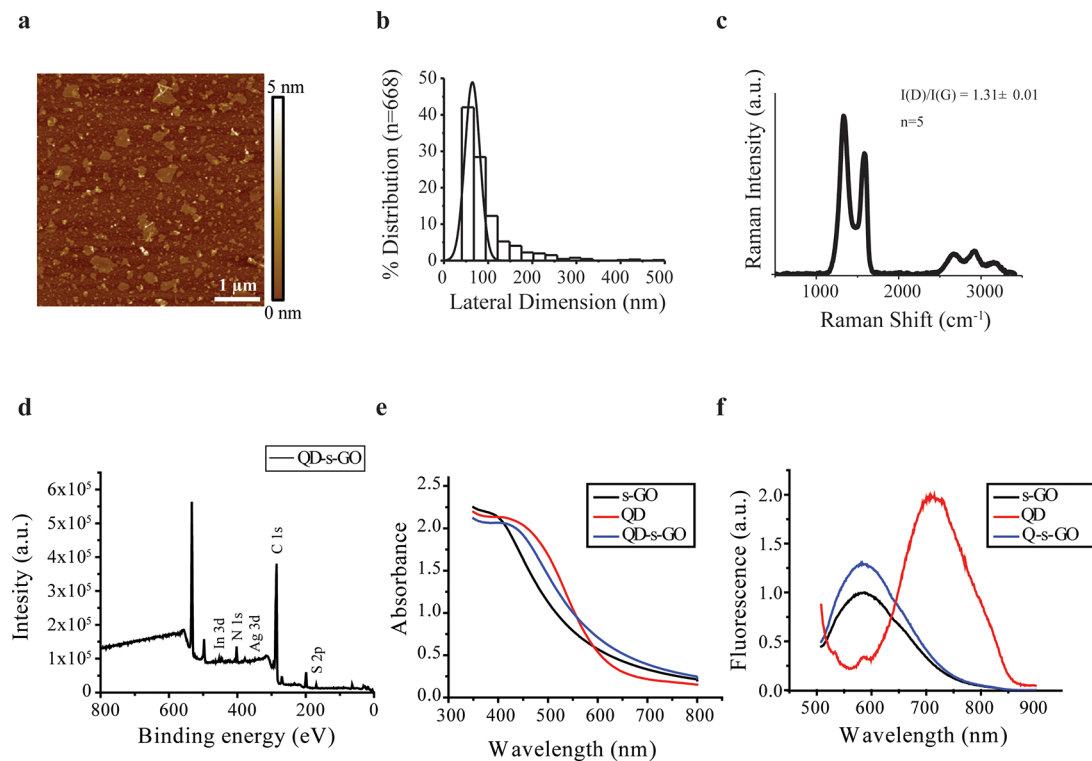 a
5 nm
1 µm
0 nm
b
% Distribution (n=668)
50
40
30
20
10
0
0 100 200 300 400 500
Lateral Dimension (nm)
c
Raman Intensity (a.u.)
I(D)/I(G) = 1.31± 0.01
n=5
1000 2000 3000
Raman Shift (cm⁻¹)
d
QD-s-GO
Intesity (a.u.)
6x10⁵
5x10⁵
4x10⁵
3x10⁵
2x10⁵
1x10⁵
0
In 3d
N 1s
Ag 3d
C 1s
S 2p
800 600 400 200 0
Binding energy (eV)
e
s-GO
QD
QD-s-GO
Absorbance
2.5
2.0
1.5
1.0
0.5
0.0
300 400 500 600 700 800
Wavelength (nm)
f
s-GO
QD
Q-s-GO
Fluorescence (a.u.)
2.0
1.5
1.0
0.5
0.0
500 600 700 800 900
Wavelength (nm)